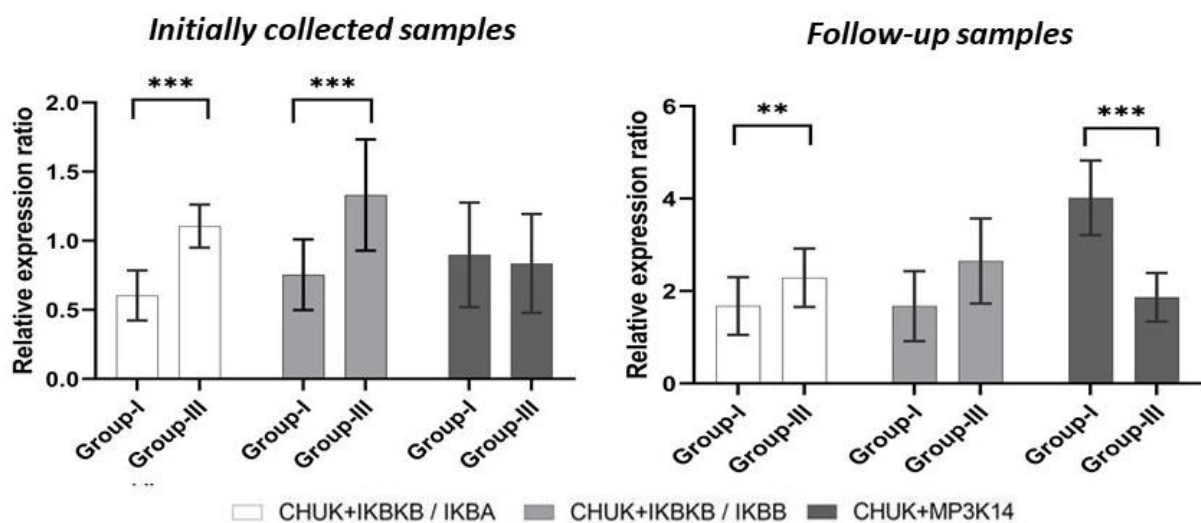 Initially collected samples
Follow-up samples
Relative expression ratio
2.0
1.5
1.0
0.5
0.0
***
***
Group-I
Group-III
Group-I
Group-III
Group-I
Group-III
Relative expression ratio
6
4
2
0
**
***
Group-I
Group-III
Group-I
Group-III
Group-I
Group-III
CHUK+IKBKB / IKBA
CHUK+IKBKB / IKBB
CHUK+MP3K14